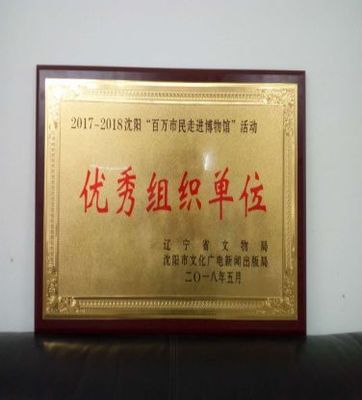 2017-2018沈阳“百万市民走进博物馆”活动
优秀组织单位
辽宁省文物局
沈阳市文化广电新闻出版局
二〇一八年五月